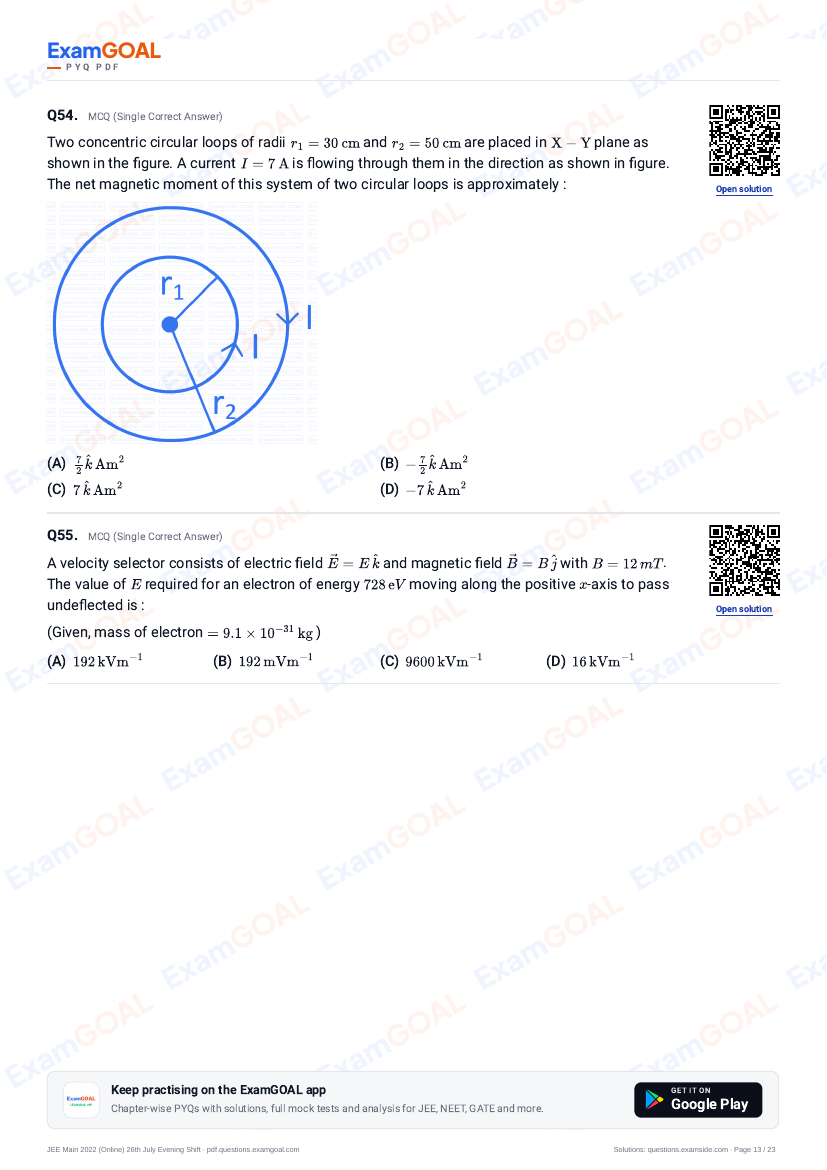 ExamGOAL
PYQ PDF
Q54. MCQ (Single Correct Answer)
Two concentric circular loops of radii r₁ = 30 cm and r₂ = 50 cm are placed in X − Y plane as
shown in the figure. A current I = 7 A is flowing through them in the direction as shown in figure.
The net magnetic moment of this system of two circular loops is approximately :
Open solution
r₁
I
I
r₂
(A) 7/2 k̂ Am²
(B) −7/2 k̂ Am²
(C) 7 k̂ Am²
(D) −7 k̂ Am²
Q55. MCQ (Single Correct Answer)
A velocity selector consists of electric field E⃗ = E k̂ and magnetic field B⃗ = B ĵ with B = 12 mT.
The value of E required for an electron of energy 728 eV moving along the positive x-axis to pass
undeflected is :
Open solution
(Given, mass of electron = 9.1 × 10⁻³¹ kg )
(A) 192 kVm⁻¹
(B) 192 mVm⁻¹
(C) 9600 kVm⁻¹
(D) 16 kVm⁻¹
ExamGOAL
Keep practising on the ExamGOAL app
Chapter-wise PYQs with solutions, full mock tests and analysis for JEE, NEET, GATE and more.
GET IT ON
Google Play
JEE Main 2022 (Online) 26th July Evening Shift · pdf.questions.examgoal.com
Solutions: questions.examside.com · Page 13 / 23